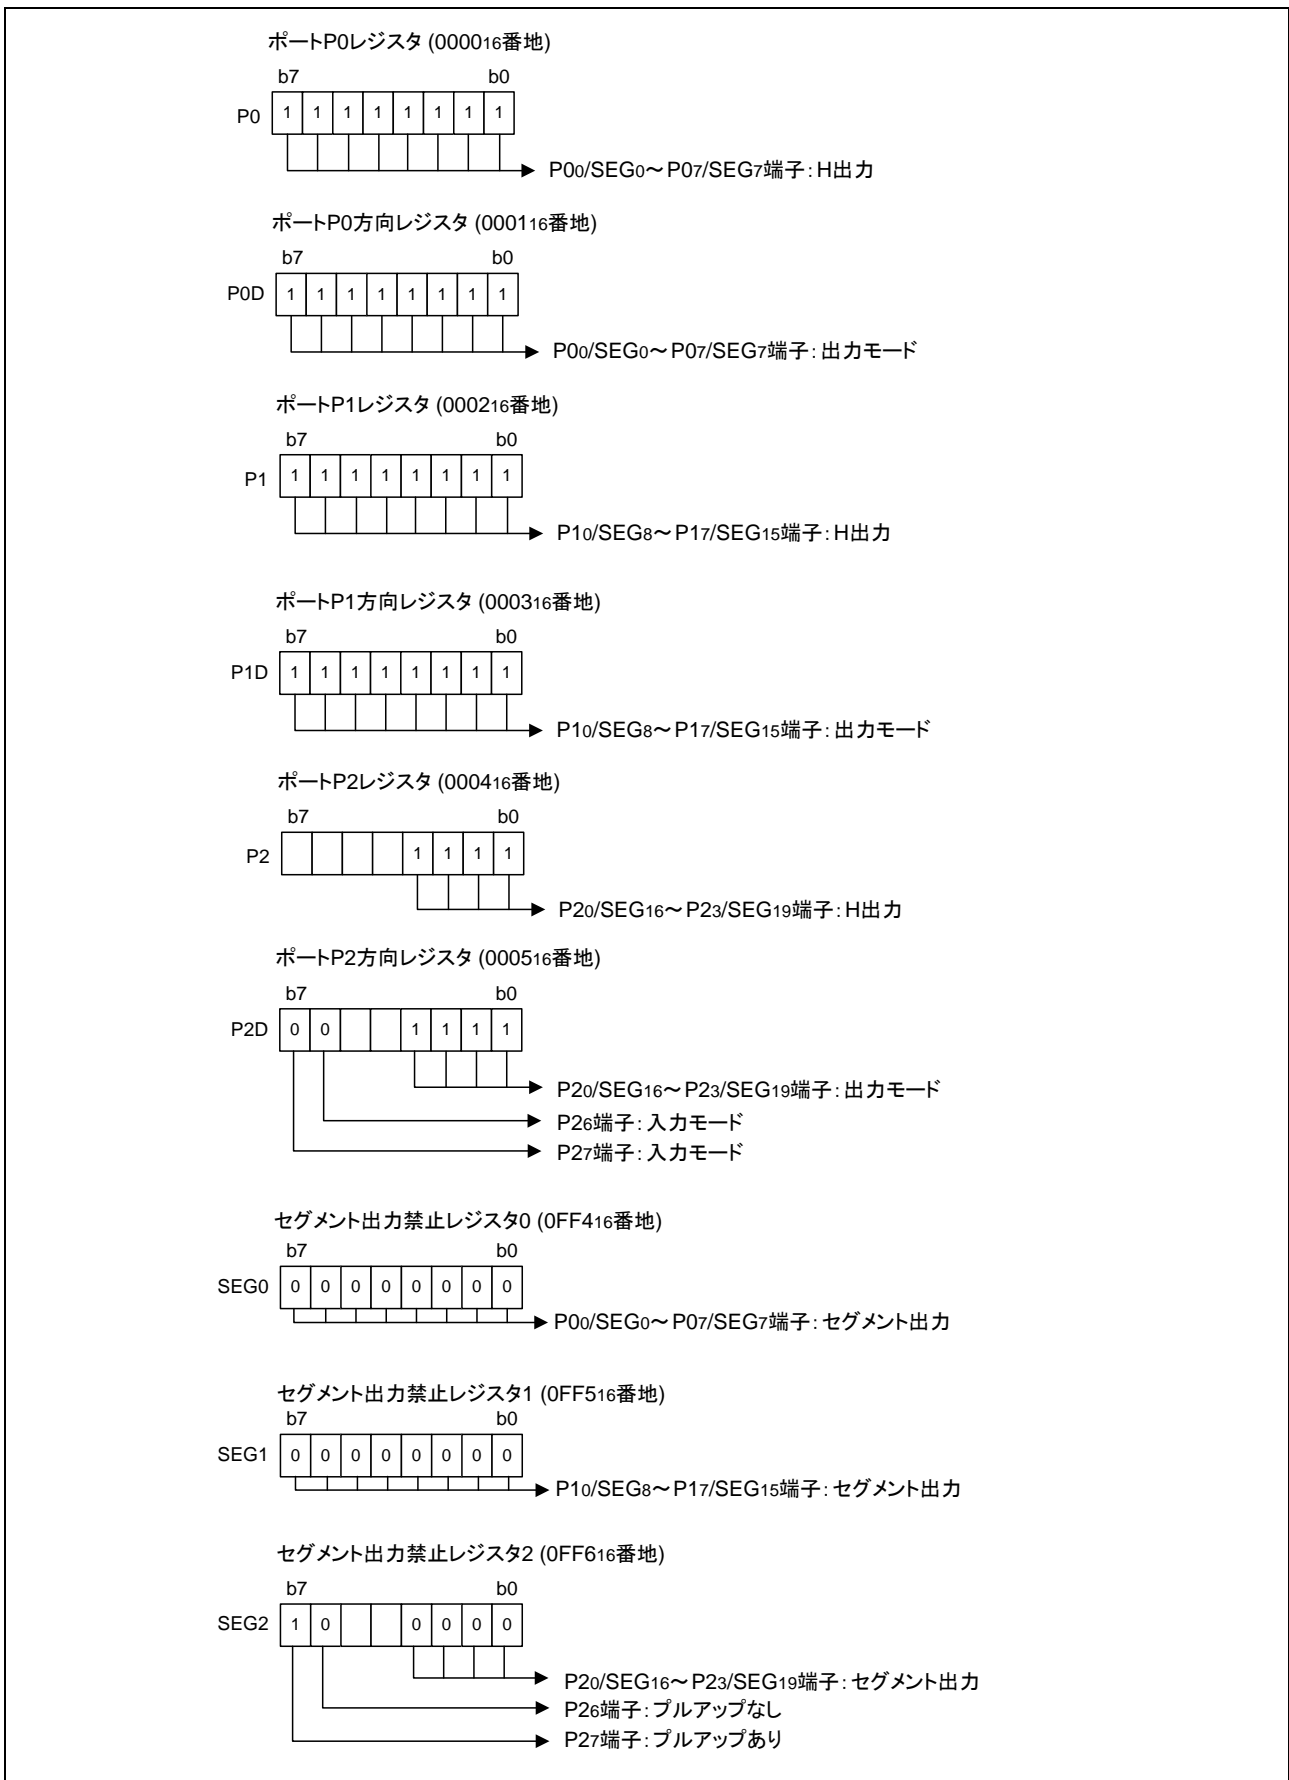 ポートP0レジスタ (000016番地)
b7 b0
P0 1 1 1 1 1 1 1 1
P00/SEG0～P07/SEG7端子：H出力
ポートP0方向レジスタ (000116番地)
b7 b0
P0D 1 1 1 1 1 1 1 1
P00/SEG0～P07/SEG7端子：出力モード
ポートP1レジスタ (000216番地)
b7 b0
P1 1 1 1 1 1 1 1 1
P10/SEG8～P17/SEG15端子：H出力
ポートP1方向レジスタ (000316番地)
b7 b0
P1D 1 1 1 1 1 1 1 1
P10/SEG8～P17/SEG15端子：出力モード
ポートP2レジスタ (000416番地)
b7 b0
P2 1 1 1 1
P20/SEG16～P23/SEG19端子：H出力
ポートP2方向レジスタ (000516番地)
b7 b0
P2D 0 0 1 1 1 1
P20/SEG16～P23/SEG19端子：出力モード
P26端子：入力モード
P27端子：入力モード
セグメント出力禁止レジスタ0 (0FF416番地)
b7 b0
SEG0 0 0 0 0 0 0 0 0
P00/SEG0～P07/SEG7端子：セグメント出力
セグメント出力禁止レジスタ1 (0FF516番地)
b7 b0
SEG1 0 0 0 0 0 0 0 0
P10/SEG8～P17/SEG15端子：セグメント出力
セグメント出力禁止レジスタ2 (0FF616番地)
b7 b0
SEG2 1 0 0 0 0 0
P20/SEG16～P23/SEG19端子：セグメント出力
P26端子：プルアップなし
P27端子：プルアップあり